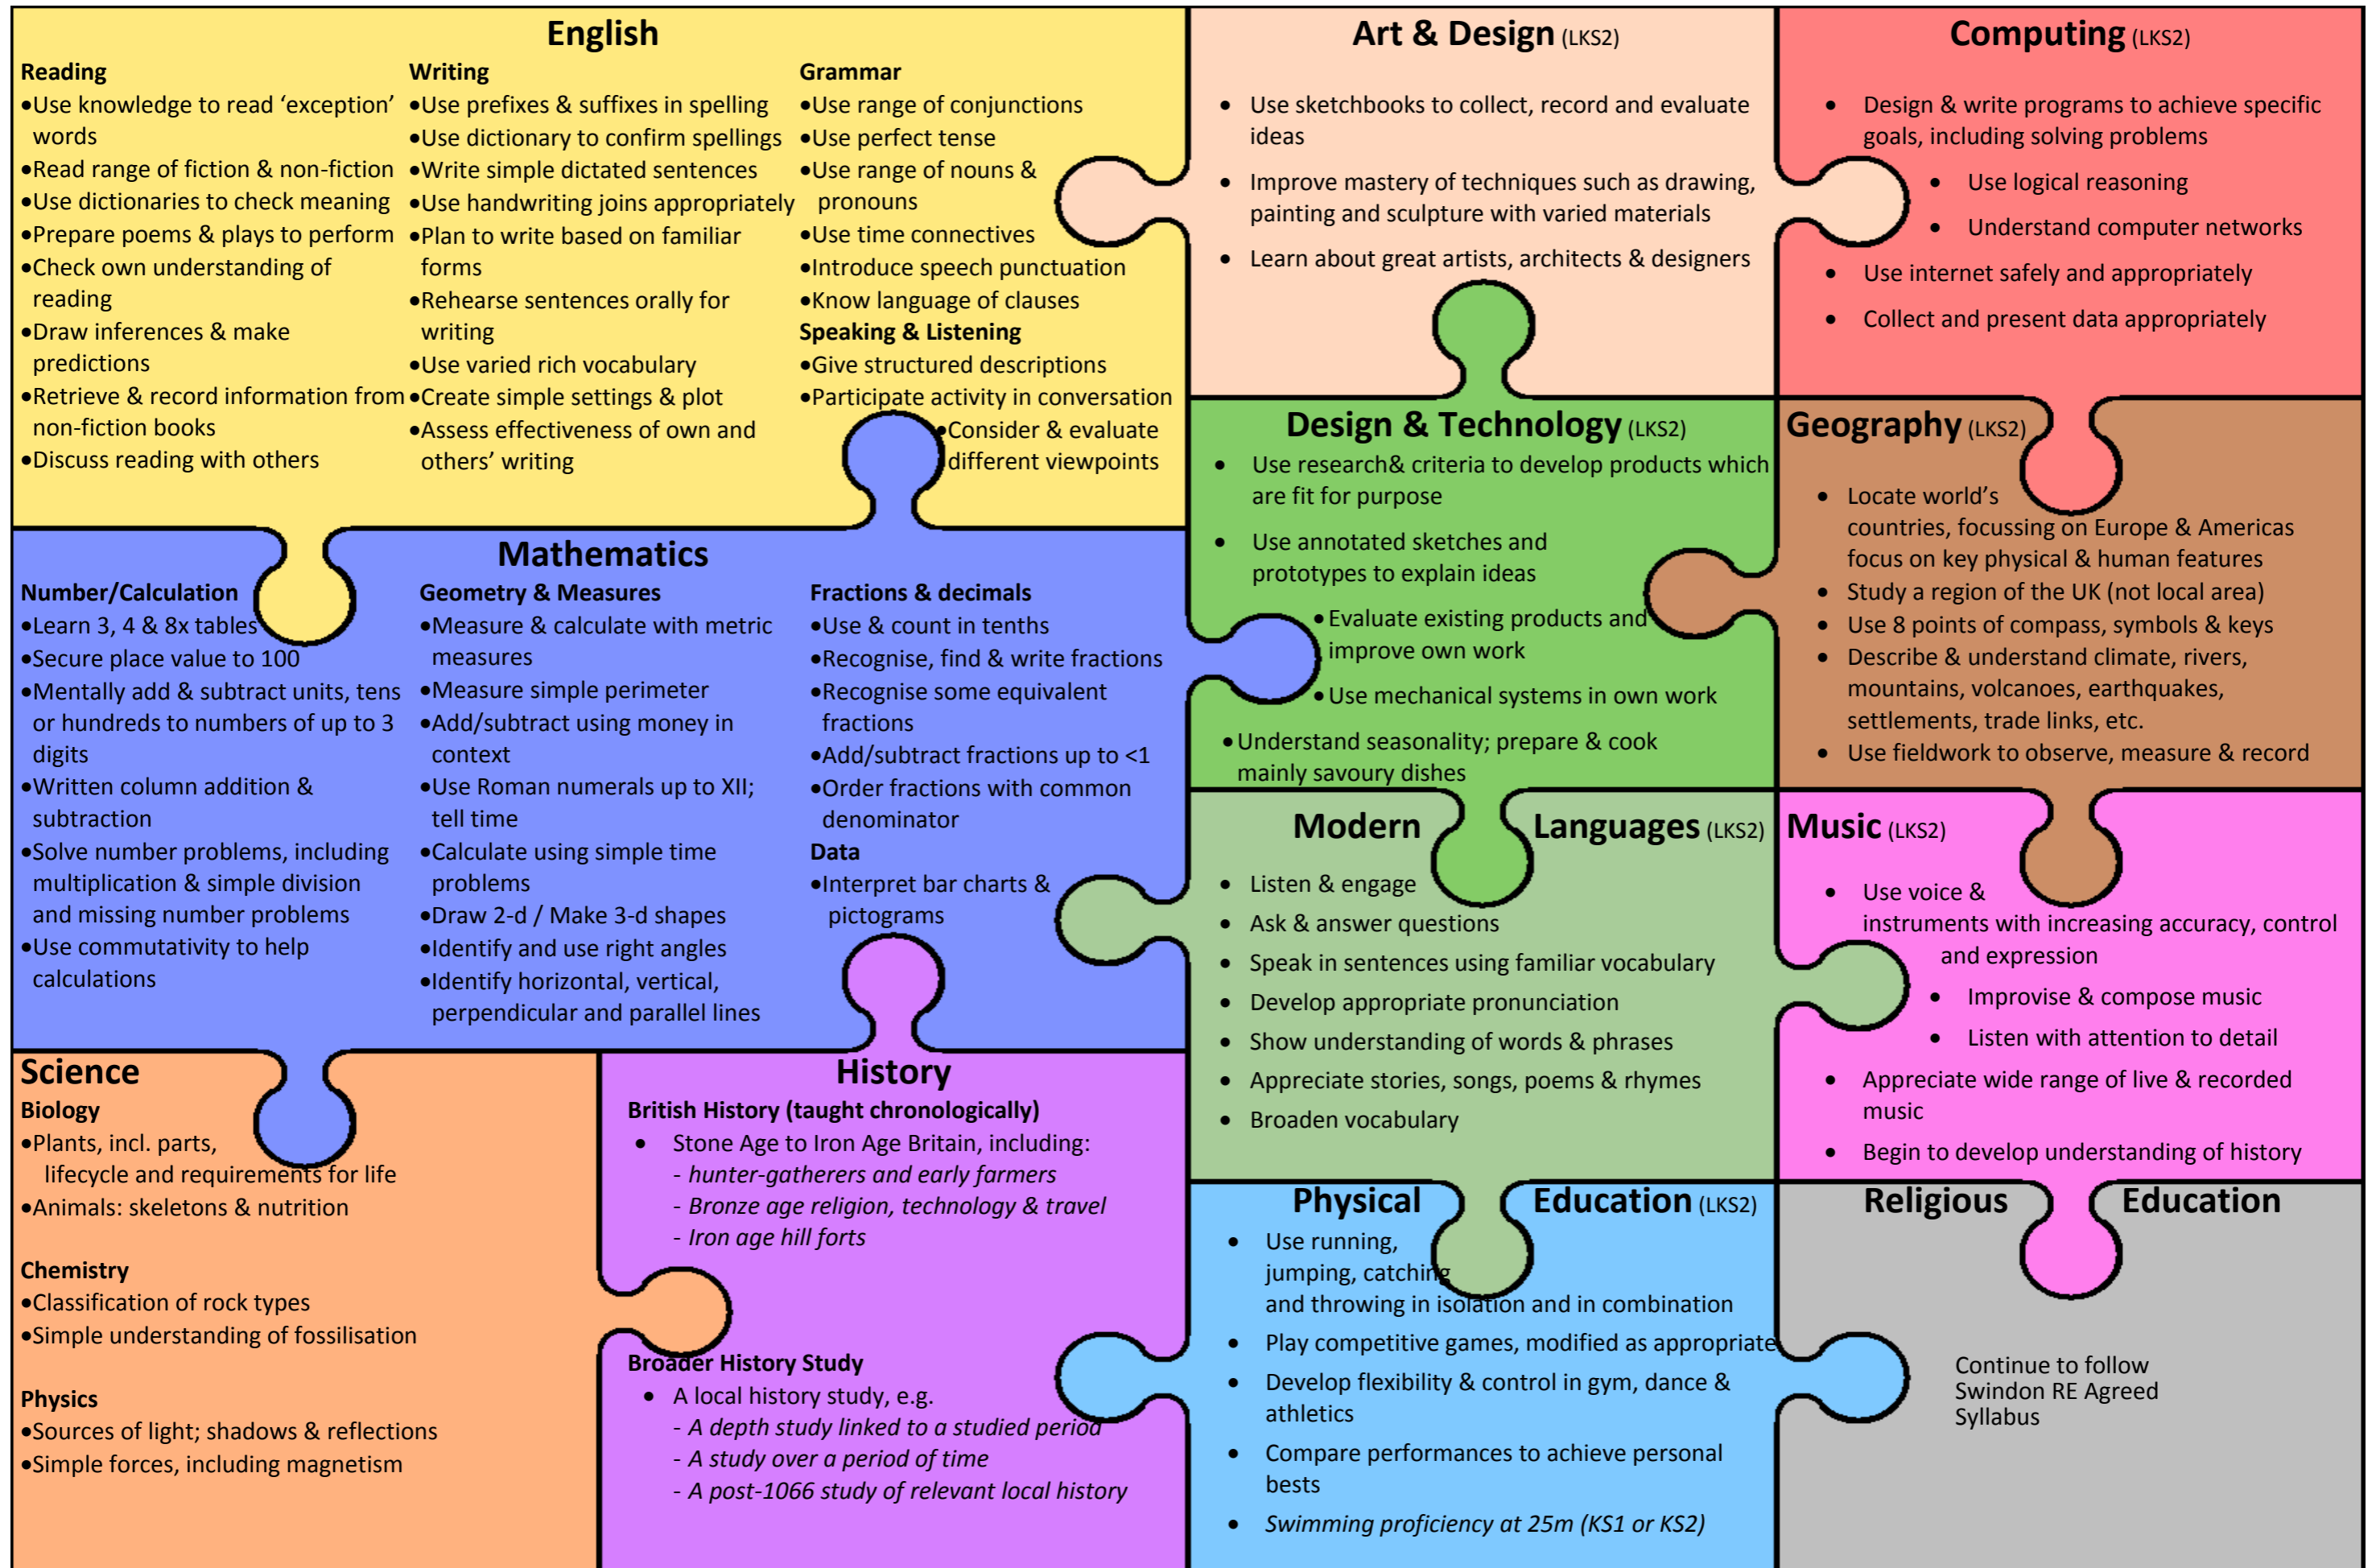 English
Reading
•Use knowledge to read ‘exception’
words
•Read range of fiction & non-fiction
•Use dictionaries to check meaning
•Prepare poems & plays to perform
•Check own understanding of
reading
•Draw inferences & make
predictions
•Retrieve & record information from
non-fiction books
•Discuss reading with others
Writing
•Use prefixes & suffixes in spelling
•Use dictionary to confirm spellings
•Write simple dictated sentences
•Use handwriting joins appropriately
•Plan to write based on familiar
forms
•Rehearse sentences orally for
writing
•Use varied rich vocabulary
•Create simple settings & plot
•Assess effectiveness of own and
others’ writing
Grammar
•Use range of conjunctions
•Use perfect tense
•Use range of nouns &
pronouns
•Use time connectives
•Introduce speech punctuation
•Know language of clauses
Speaking & Listening
•Give structured descriptions
•Participate activity in conversation
•Consider & evaluate
different viewpoints
Art & Design (LKS2)
• Use sketchbooks to collect, record and evaluate
ideas
• Improve mastery of techniques such as drawing,
painting and sculpture with varied materials
• Learn about great artists, architects & designers
Computing (LKS2)
• Design & write programs to achieve specific
goals, including solving problems
• Use logical reasoning
• Understand computer networks
• Use internet safely and appropriately
• Collect and present data appropriately
Mathematics
Number/Calculation
•Learn 3, 4 & 8x tables
•Secure place value to 100
•Mentally add & subtract units, tens
or hundreds to numbers of up to 3
digits
•Written column addition &
subtraction
•Solve number problems, including
multiplication & simple division
and missing number problems
•Use commutativity to help
calculations
Geometry & Measures
•Measure & calculate with metric
measures
•Measure simple perimeter
•Add/subtract using money in
context
•Use Roman numerals up to XII;
tell time
•Calculate using simple time
problems
•Draw 2-d / Make 3-d shapes
•Identify and use right angles
•Identify horizontal, vertical,
perpendicular and parallel lines
Fractions & decimals
•Use & count in tenths
•Recognise, find & write fractions
•Recognise some equivalent
fractions
•Add/subtract fractions up to <1
•Order fractions with common
denominator
Data
•Interpret bar charts &
pictograms
Design & Technology (LKS2)
• Use research& criteria to develop products which
are fit for purpose
• Use annotated sketches and
prototypes to explain ideas
•Evaluate existing products and
improve own work
•Use mechanical systems in own work
•Understand seasonality; prepare & cook
mainly savoury dishes
Geography (LKS2)
• Locate world’s
countries, focussing on Europe & Americas
focus on key physical & human features
• Study a region of the UK (not local area)
• Use 8 points of compass, symbols & keys
• Describe & understand climate, rivers,
mountains, volcanoes, earthquakes,
settlements, trade links, etc.
• Use fieldwork to observe, measure & record
Modern Languages (LKS2)
• Listen & engage
• Ask & answer questions
• Speak in sentences using familiar vocabulary
• Develop appropriate pronunciation
• Show understanding of words & phrases
• Appreciate stories, songs, poems & rhymes
• Broaden vocabulary
Music (LKS2)
• Use voice &
instruments with increasing accuracy, control
and expression
• Improvise & compose music
• Listen with attention to detail
• Appreciate wide range of live & recorded
music
• Begin to develop understanding of history
Science
Biology
•Plants, incl. parts,
lifecycle and requirements for life
•Animals: skeletons & nutrition
Chemistry
•Classification of rock types
•Simple understanding of fossilisation
Physics
•Sources of light; shadows & reflections
•Simple forces, including magnetism
History
British History (taught chronologically)
• Stone Age to Iron Age Britain, including:
- hunter-gatherers and early farmers
- Bronze age religion, technology & travel
- Iron age hill forts
Broader History Study
• A local history study, e.g.
- A depth study linked to a studied period
- A study over a period of time
- A post-1066 study of relevant local history
Physical Education (LKS2)
• Use running,
jumping, catching
and throwing in isolation and in combination
• Play competitive games, modified as appropriate
• Develop flexibility & control in gym, dance &
athletics
• Compare performances to achieve personal
bests
• Swimming proficiency at 25m (KS1 or KS2)
Religious Education
Continue to follow
Swindon RE Agreed
Syllabus